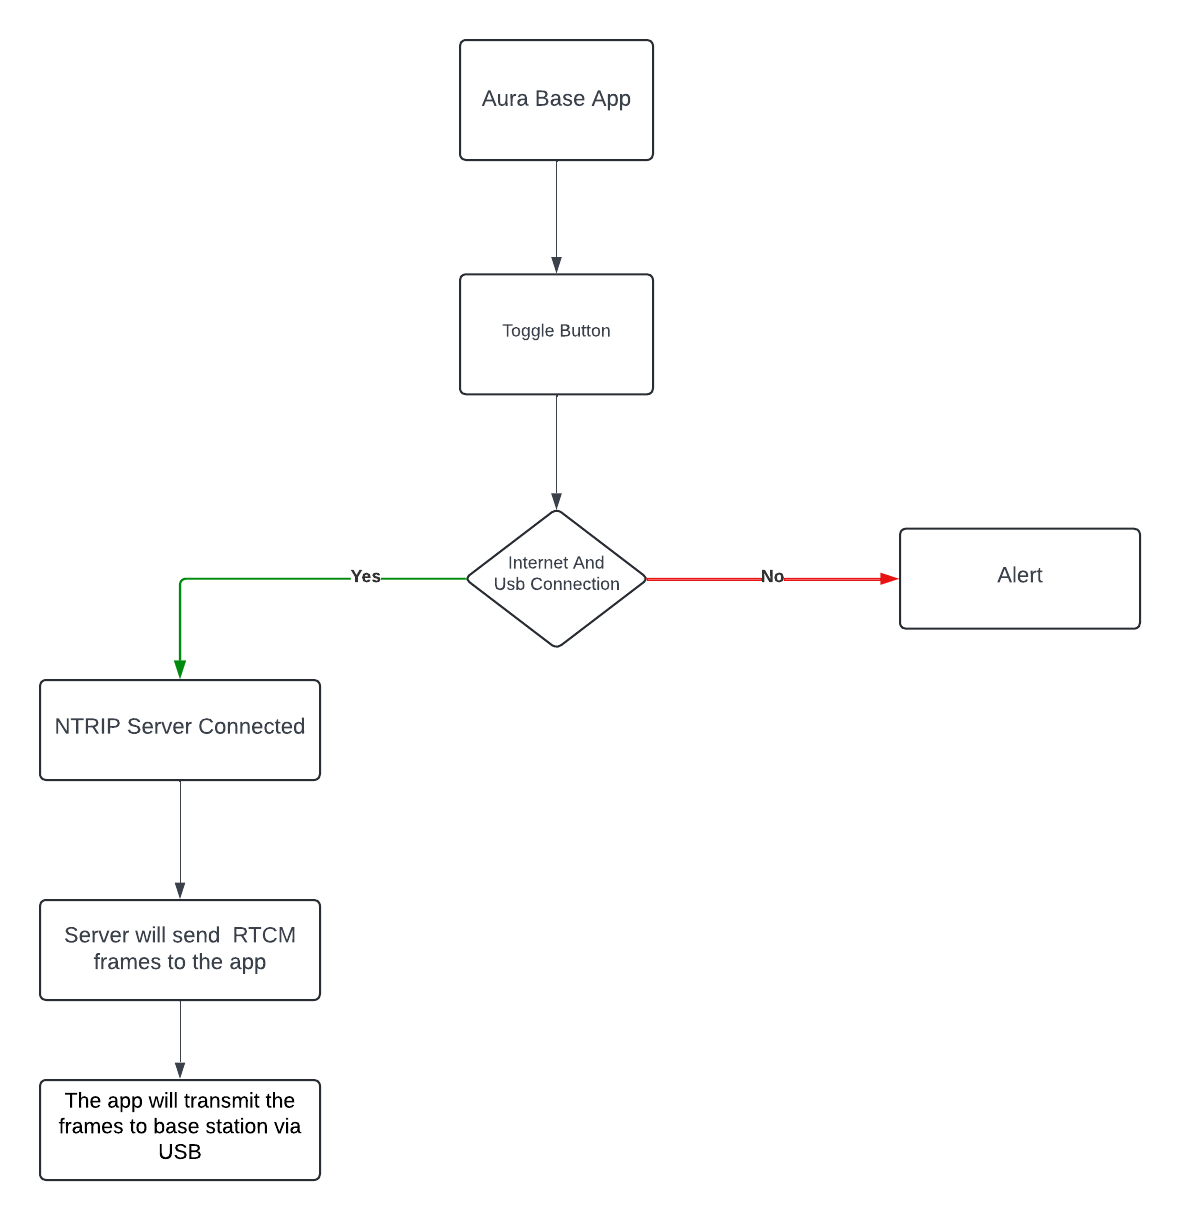 Aura Base App
Toggle Button
Internet And
Usb Connection
Yes
No
Alert
NTRIP Server Connected
Server will send  RTCM
frames to the app
The app will transmit the
frames to base station via
USB